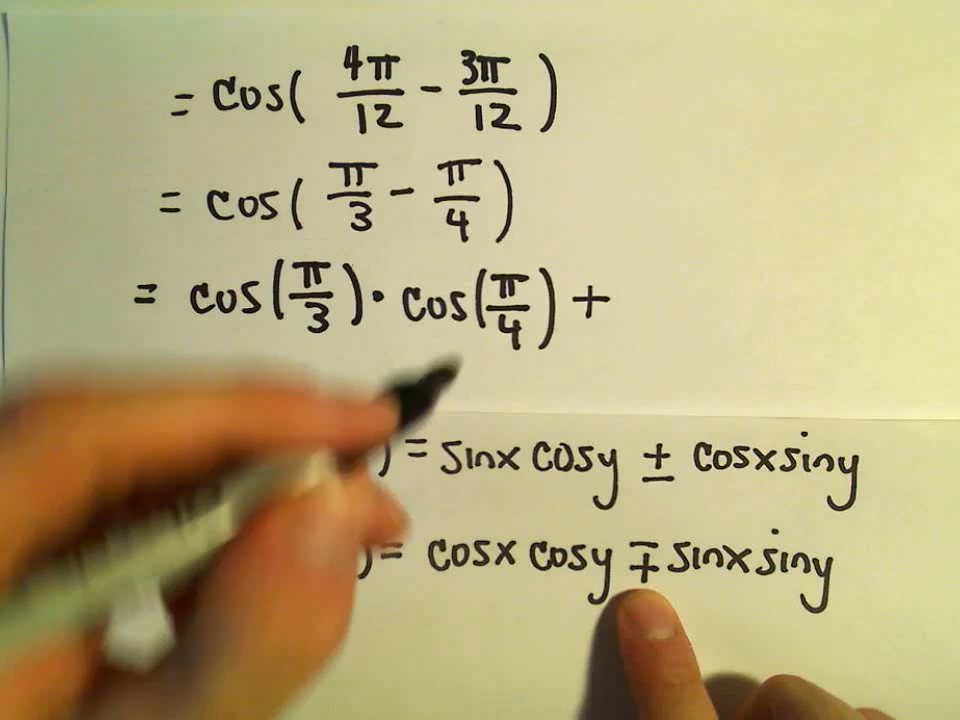 = cos( 4π/12 - 3π/12 )
= cos( π/3 - π/4 )
= cos(π/3) · cos(π/4) +
) = sinx cosy ± cosx siny
) = cosx cosy ∓ sinx siny